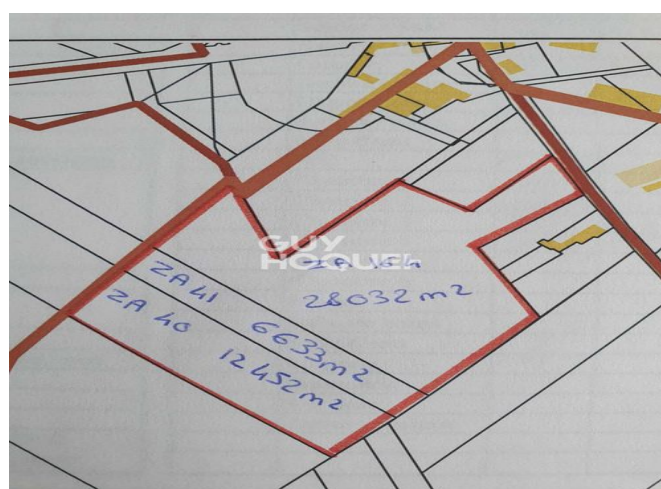 GUY
HOQUET
ZA 164
28032 m2
ZA 41
6633 m2
ZA 40
12452 m2